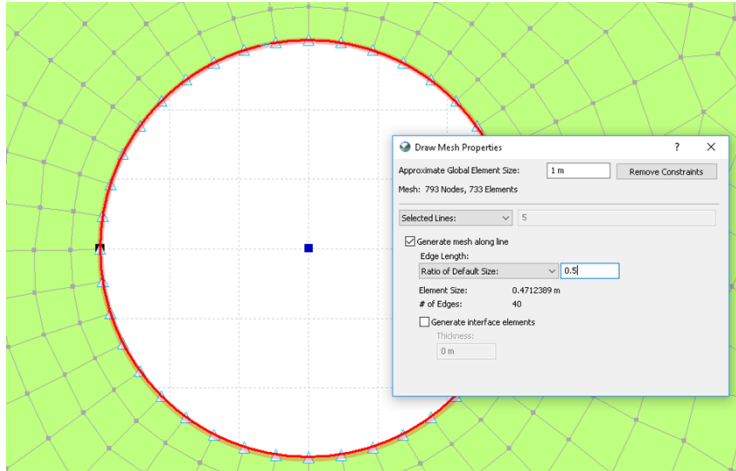 Draw Mesh Properties ? X
Approximate Global Element Size: 1 m Remove Constraints
Mesh: 793 Nodes, 733 Elements
Selected Lines: 5
Generate mesh along line
Edge Length:
Ratio of Default Size: 0.5
Element Size: 0.4712389 m
# of Edges: 40
Generate interface elements
Thickness:
0 m